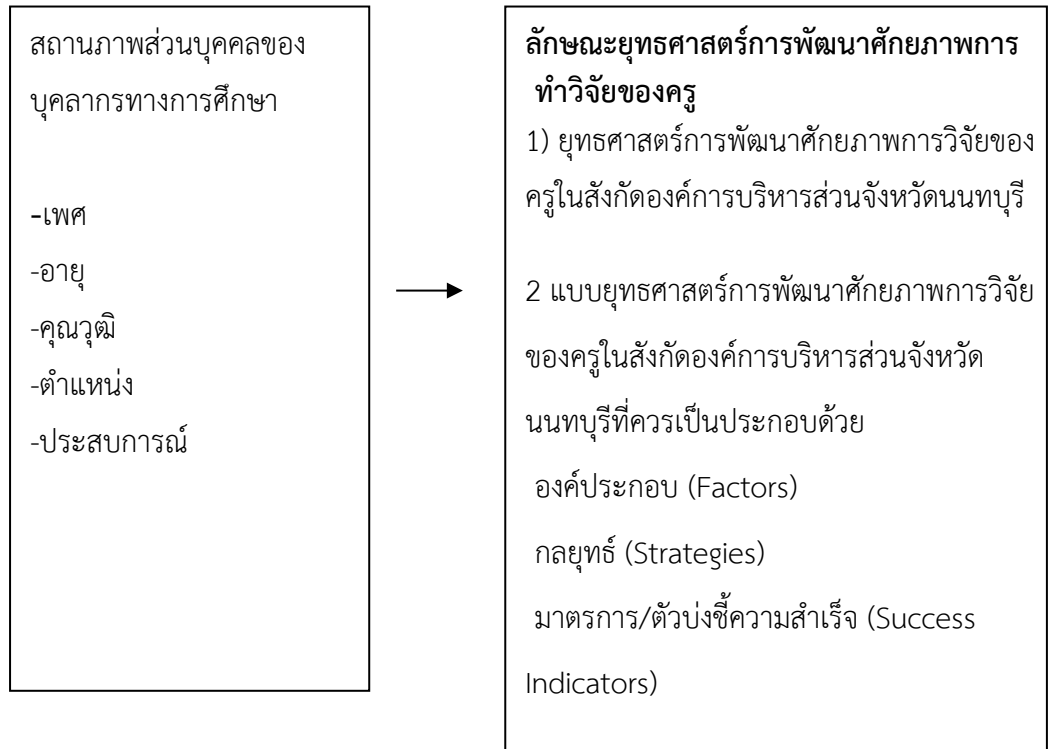 สถานภาพส่วนบุคคลของ
บุคลากรทางการศึกษา
-เพศ
-อายุ
-คุณวุฒิ
-ตำแหน่ง
-ประสบการณ์
ลักษณะยุทธศาสตร์การพัฒนาศักยภาพการ
ทำวิจัยของครู
1) ยุทธศาสตร์การพัฒนาศักยภาพการวิจัยของ
ครูในสังกัดองค์การบริหารส่วนจังหวัดนนทบุรี
2 แบบยุทธศาสตร์การพัฒนาศักยภาพการวิจัย
ของครูในสังกัดองค์การบริหารส่วนจังหวัด
นนทบุรีที่ควรเป็นประกอบด้วย
องค์ประกอบ (Factors)
กลยุทธ์ (Strategies)
มาตรการ/ตัวบ่งชี้ความสำเร็จ (Success
Indicators)